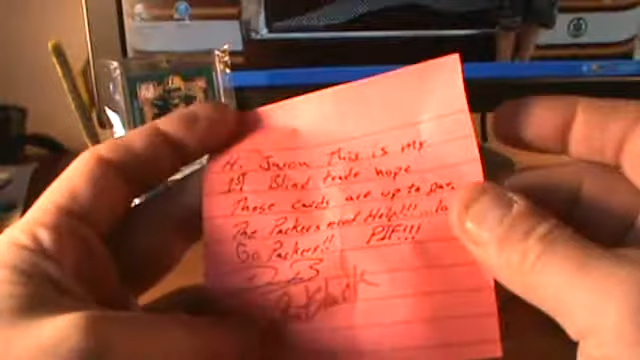 Hi Jason This is my
1st Blind trade hope
These cards are up to par.
The Packers need Help!!!...lo
Go Packers!! PIF!!!